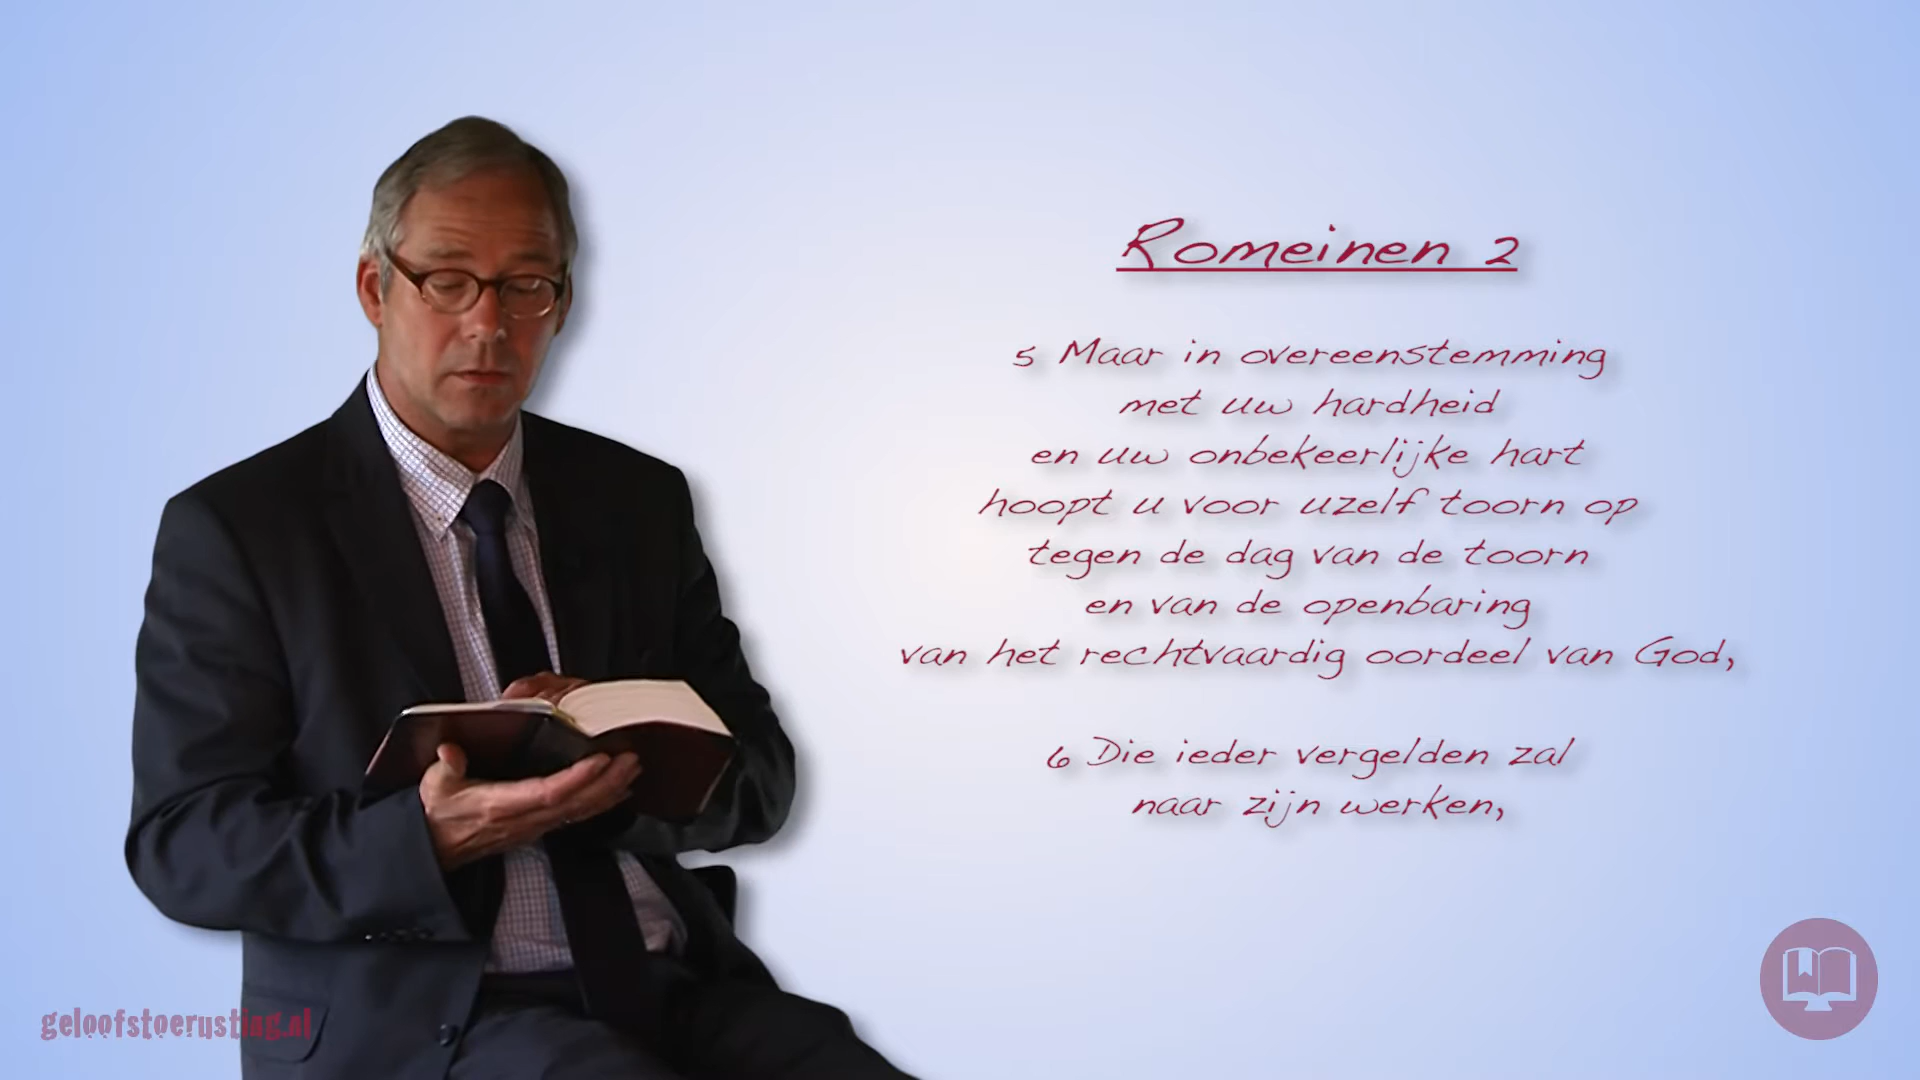 Romeinen 2
5 Maar in overeenstemming
met uw hardheid
en uw onbekeerlijke hart
hoopt u voor uzelf toorn op
tegen de dag van de toorn
en van de openbaring
van het rechtvaardig oordeel van God,
6 Die ieder vergelden zal
naar zijn werken,
geloofstoerusting.nl